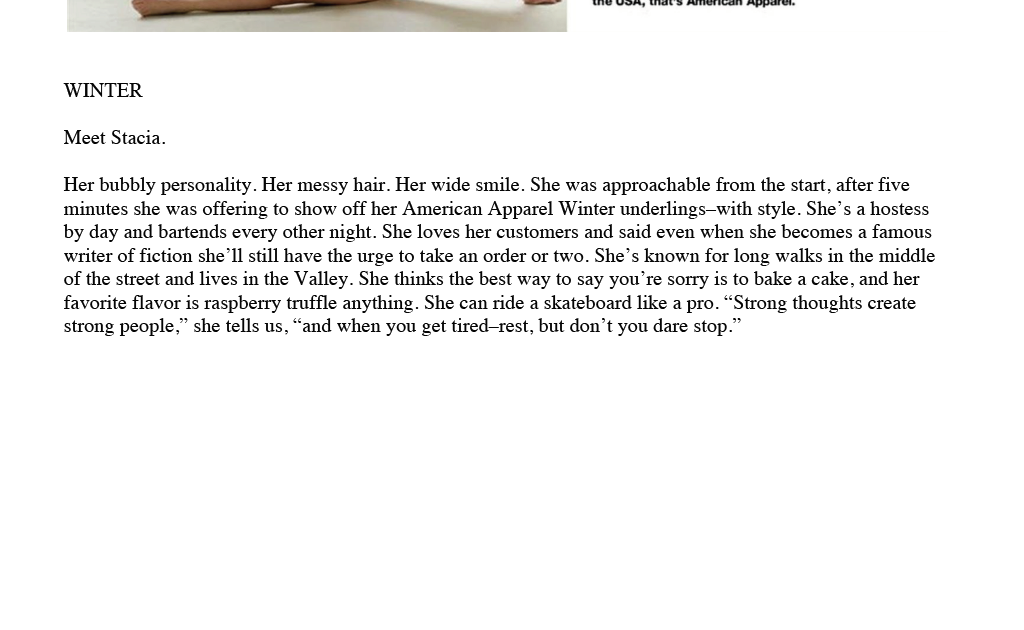 the USA, that's American Apparel.
WINTER
Meet Stacia.
Her bubbly personality. Her messy hair. Her wide smile. She was approachable from the start, after five
minutes she was offering to show off her American Apparel Winter underlings–with style. She’s a hostess
by day and bartends every other night. She loves her customers and said even when she becomes a famous
writer of fiction she’ll still have the urge to take an order or two. She’s known for long walks in the middle
of the street and lives in the Valley. She thinks the best way to say you’re sorry is to bake a cake, and her
favorite flavor is raspberry truffle anything. She can ride a skateboard like a pro. “Strong thoughts create
strong people,” she tells us, “and when you get tired–rest, but don’t you dare stop.”